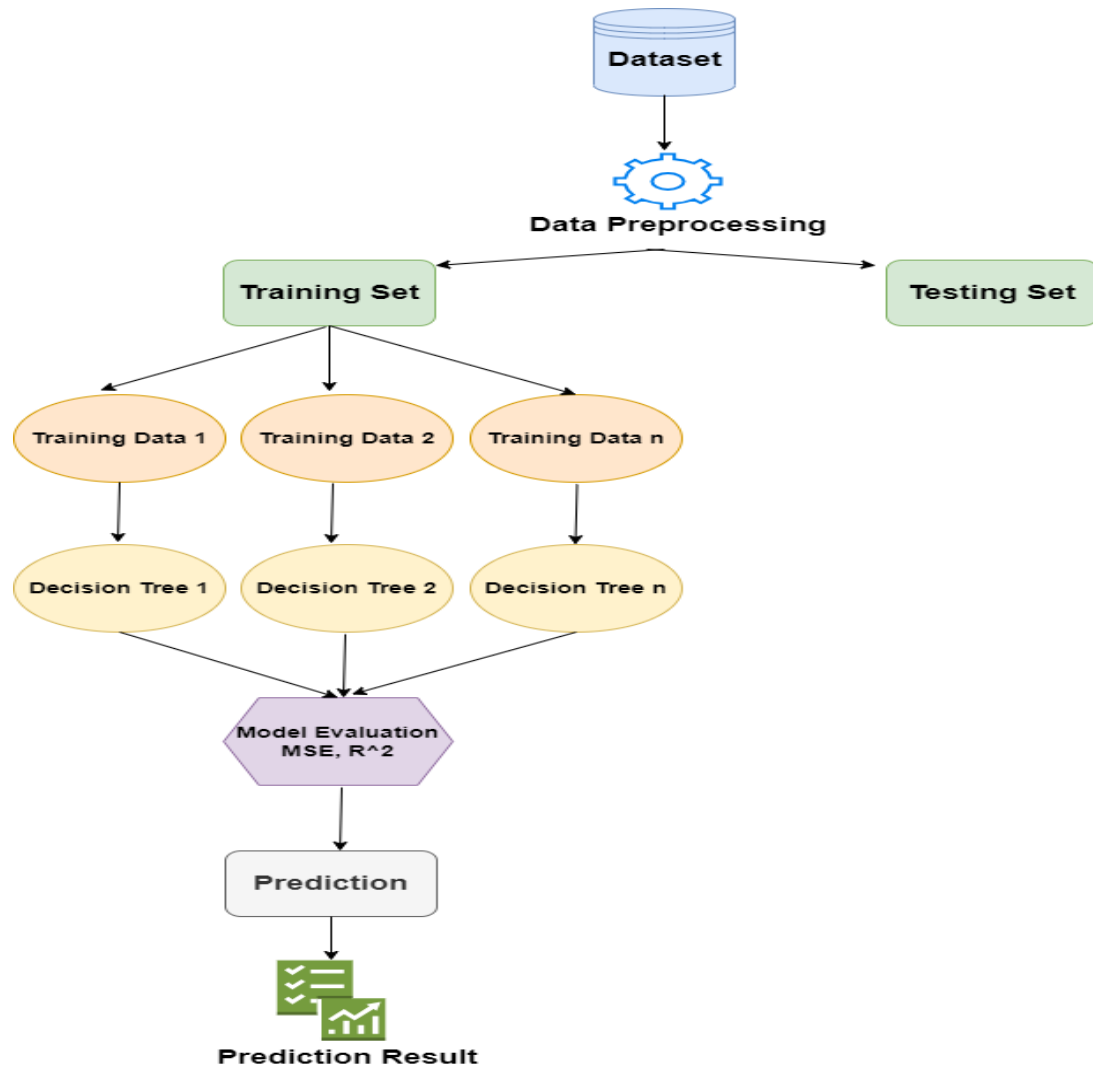 Dataset
Data Preprocessing
Training Set
Testing Set
Training Data 1
Training Data 2
Training Data n
Decision Tree 1
Decision Tree 2
Decision Tree n
Model Evaluation
MSE, R^2
Prediction
Prediction Result